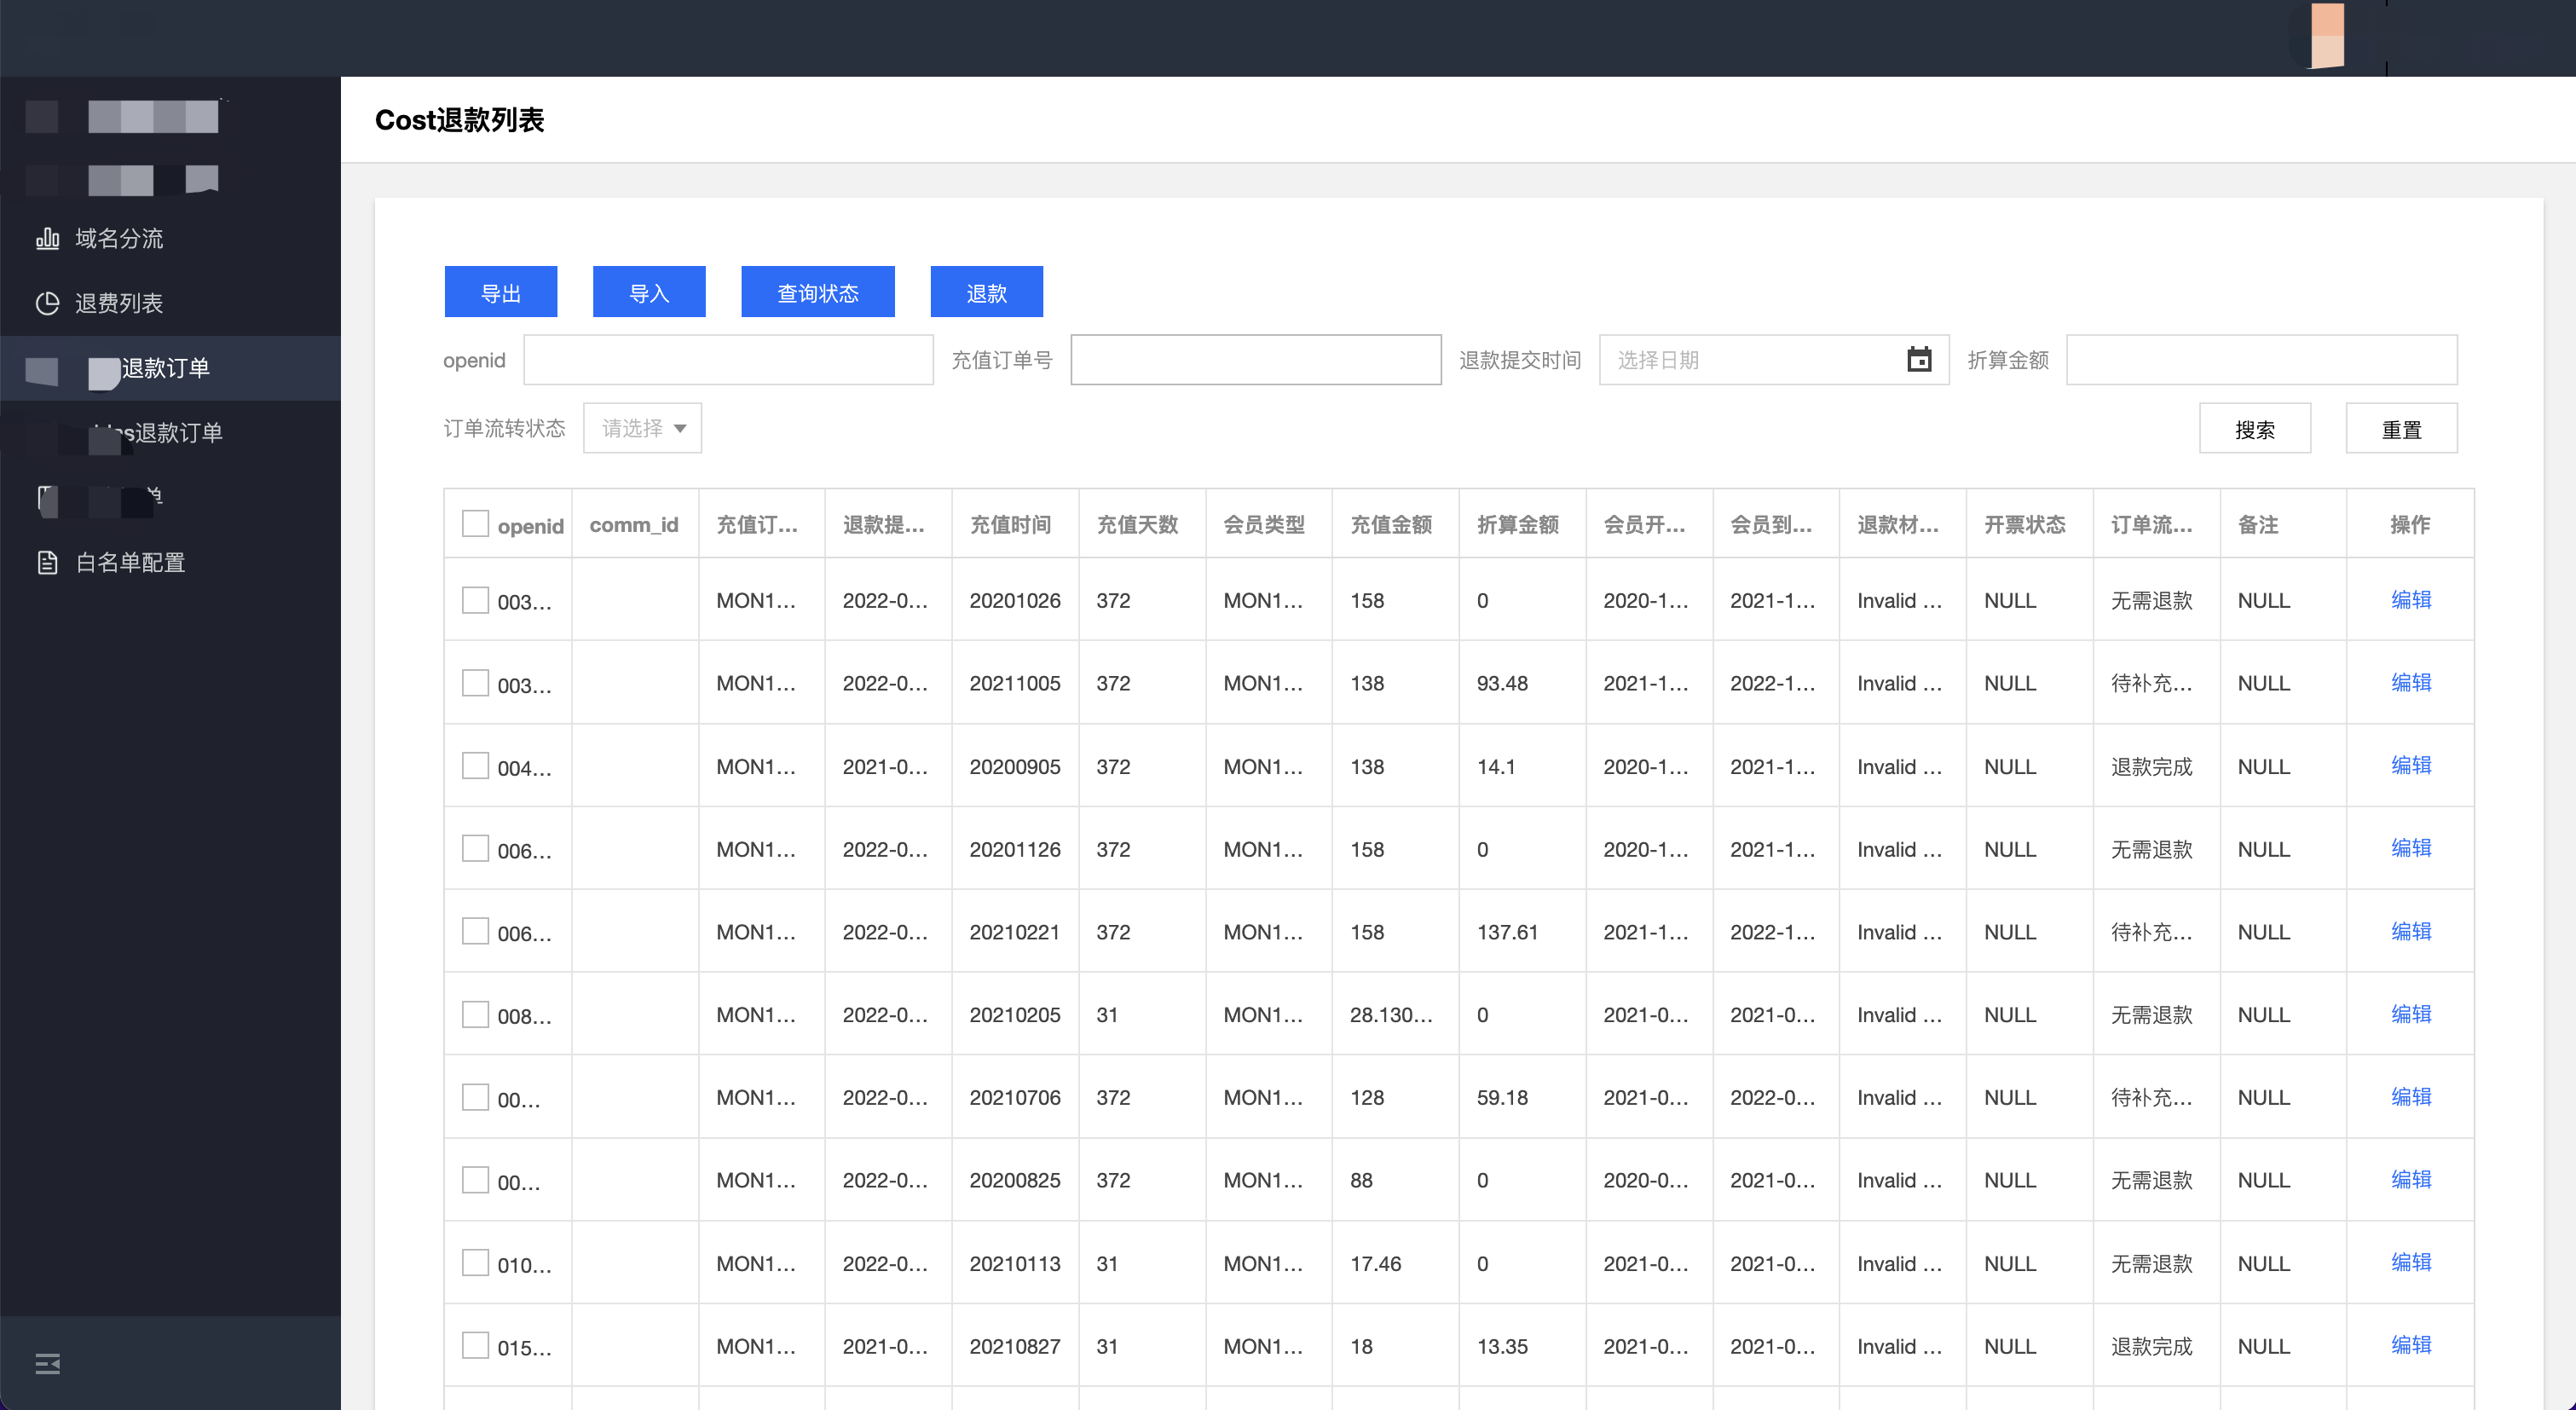 Cost退款列表
域名分流
退费列表
退款订单
s退款订单
单
白名单配置
导出 导入 查询状态 退款
openid 充值订单号 退款提交时间 选择日期 折算金额
订单流转状态 请选择 搜索 重置
openid comm_id 充值订... 退款提... 充值时间 充值天数 会员类型 充值金额 折算金额 会员开... 会员到... 退款材... 开票状态 订单流... 备注 操作
003... MON1... 2022-0... 20201026 372 MON1... 158 0 2020-1... 2021-1... Invalid ... NULL 无需退款 NULL 编辑
003... MON1... 2022-0... 20211005 372 MON1... 138 93.48 2021-1... 2022-1... Invalid ... NULL 待补充... NULL 编辑
004... MON1... 2021-0... 20200905 372 MON1... 138 14.1 2020-1... 2021-1... Invalid ... NULL 退款完成 NULL 编辑
006... MON1... 2022-0... 20201126 372 MON1... 158 0 2020-1... 2021-1... Invalid ... NULL 无需退款 NULL 编辑
006... MON1... 2022-0... 20210221 372 MON1... 158 137.61 2021-1... 2022-1... Invalid ... NULL 待补充... NULL 编辑
008... MON1... 2022-0... 20210205 31 MON1... 28.130... 0 2021-0... 2021-0... Invalid ... NULL 无需退款 NULL 编辑
00... MON1... 2022-0... 20210706 372 MON1... 128 59.18 2021-0... 2022-0... Invalid ... NULL 待补充... NULL 编辑
00... MON1... 2022-0... 20200825 372 MON1... 88 0 2020-0... 2021-0... Invalid ... NULL 无需退款 NULL 编辑
010... MON1... 2022-0... 20210113 31 MON1... 17.46 0 2021-0... 2021-0... Invalid ... NULL 无需退款 NULL 编辑
015... MON1... 2021-0... 20210827 31 MON1... 18 13.35 2021-0... 2021-0... Invalid ... NULL 退款完成 NULL 编辑